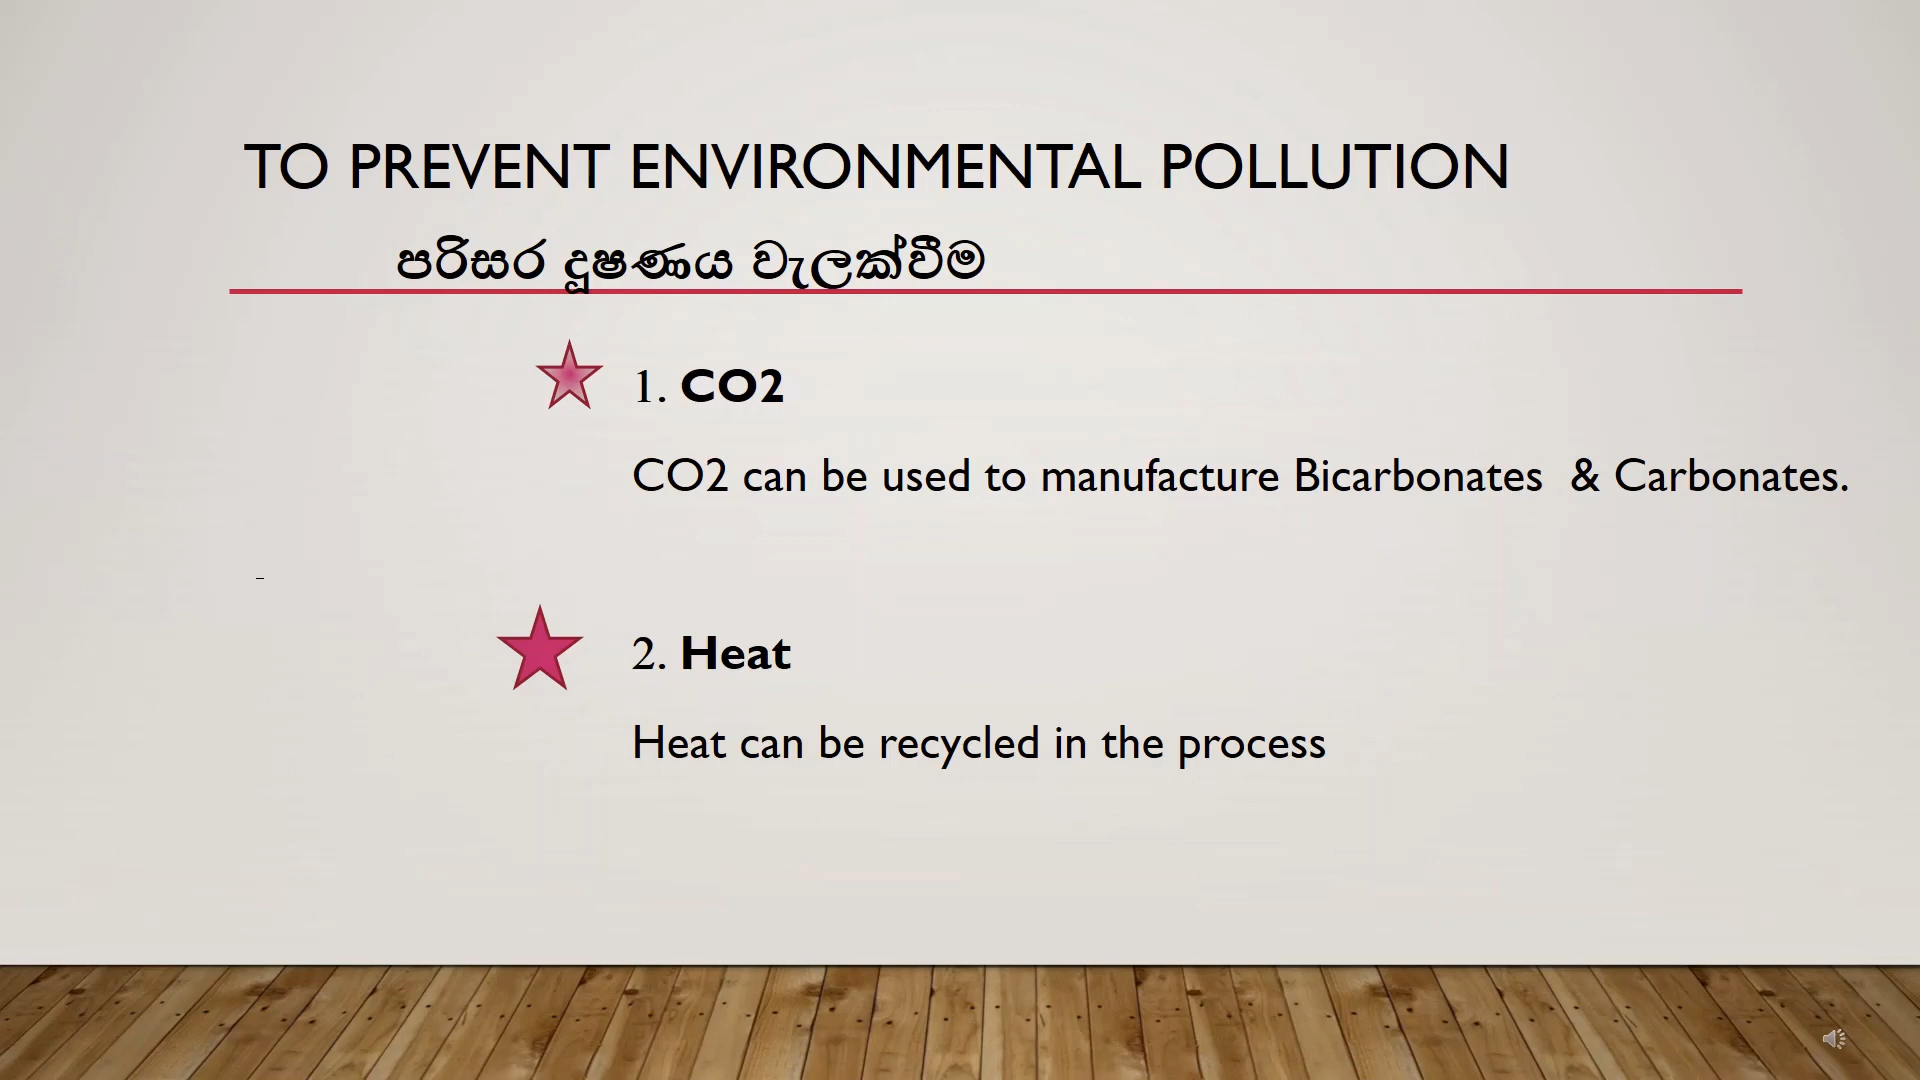 TO PREVENT ENVIRONMENTAL POLLUTION
පරිසර දූෂණය වැලක්වීම
1. CO2
CO2 can be used to manufacture Bicarbonates & Carbonates.
2. Heat
Heat can be recycled in the process